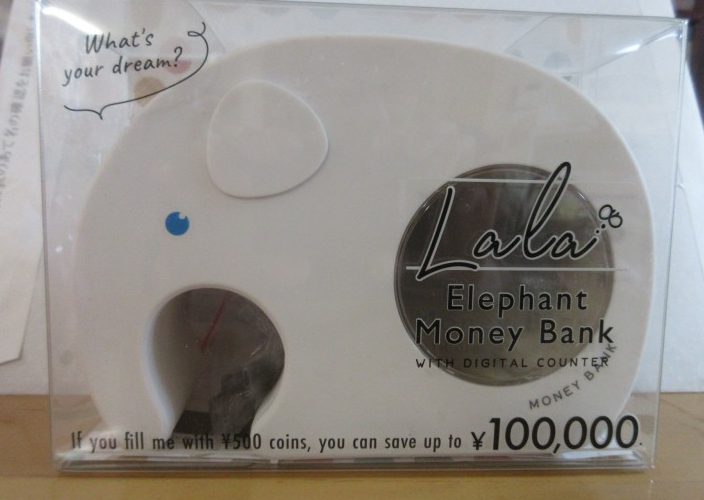 What's
your dream?
Lala
Elephant
Money Bank
WITH DIGITAL COUNTER
MONEY BANK
If you fill me with ¥500 coins, you can save up to ¥100,000.